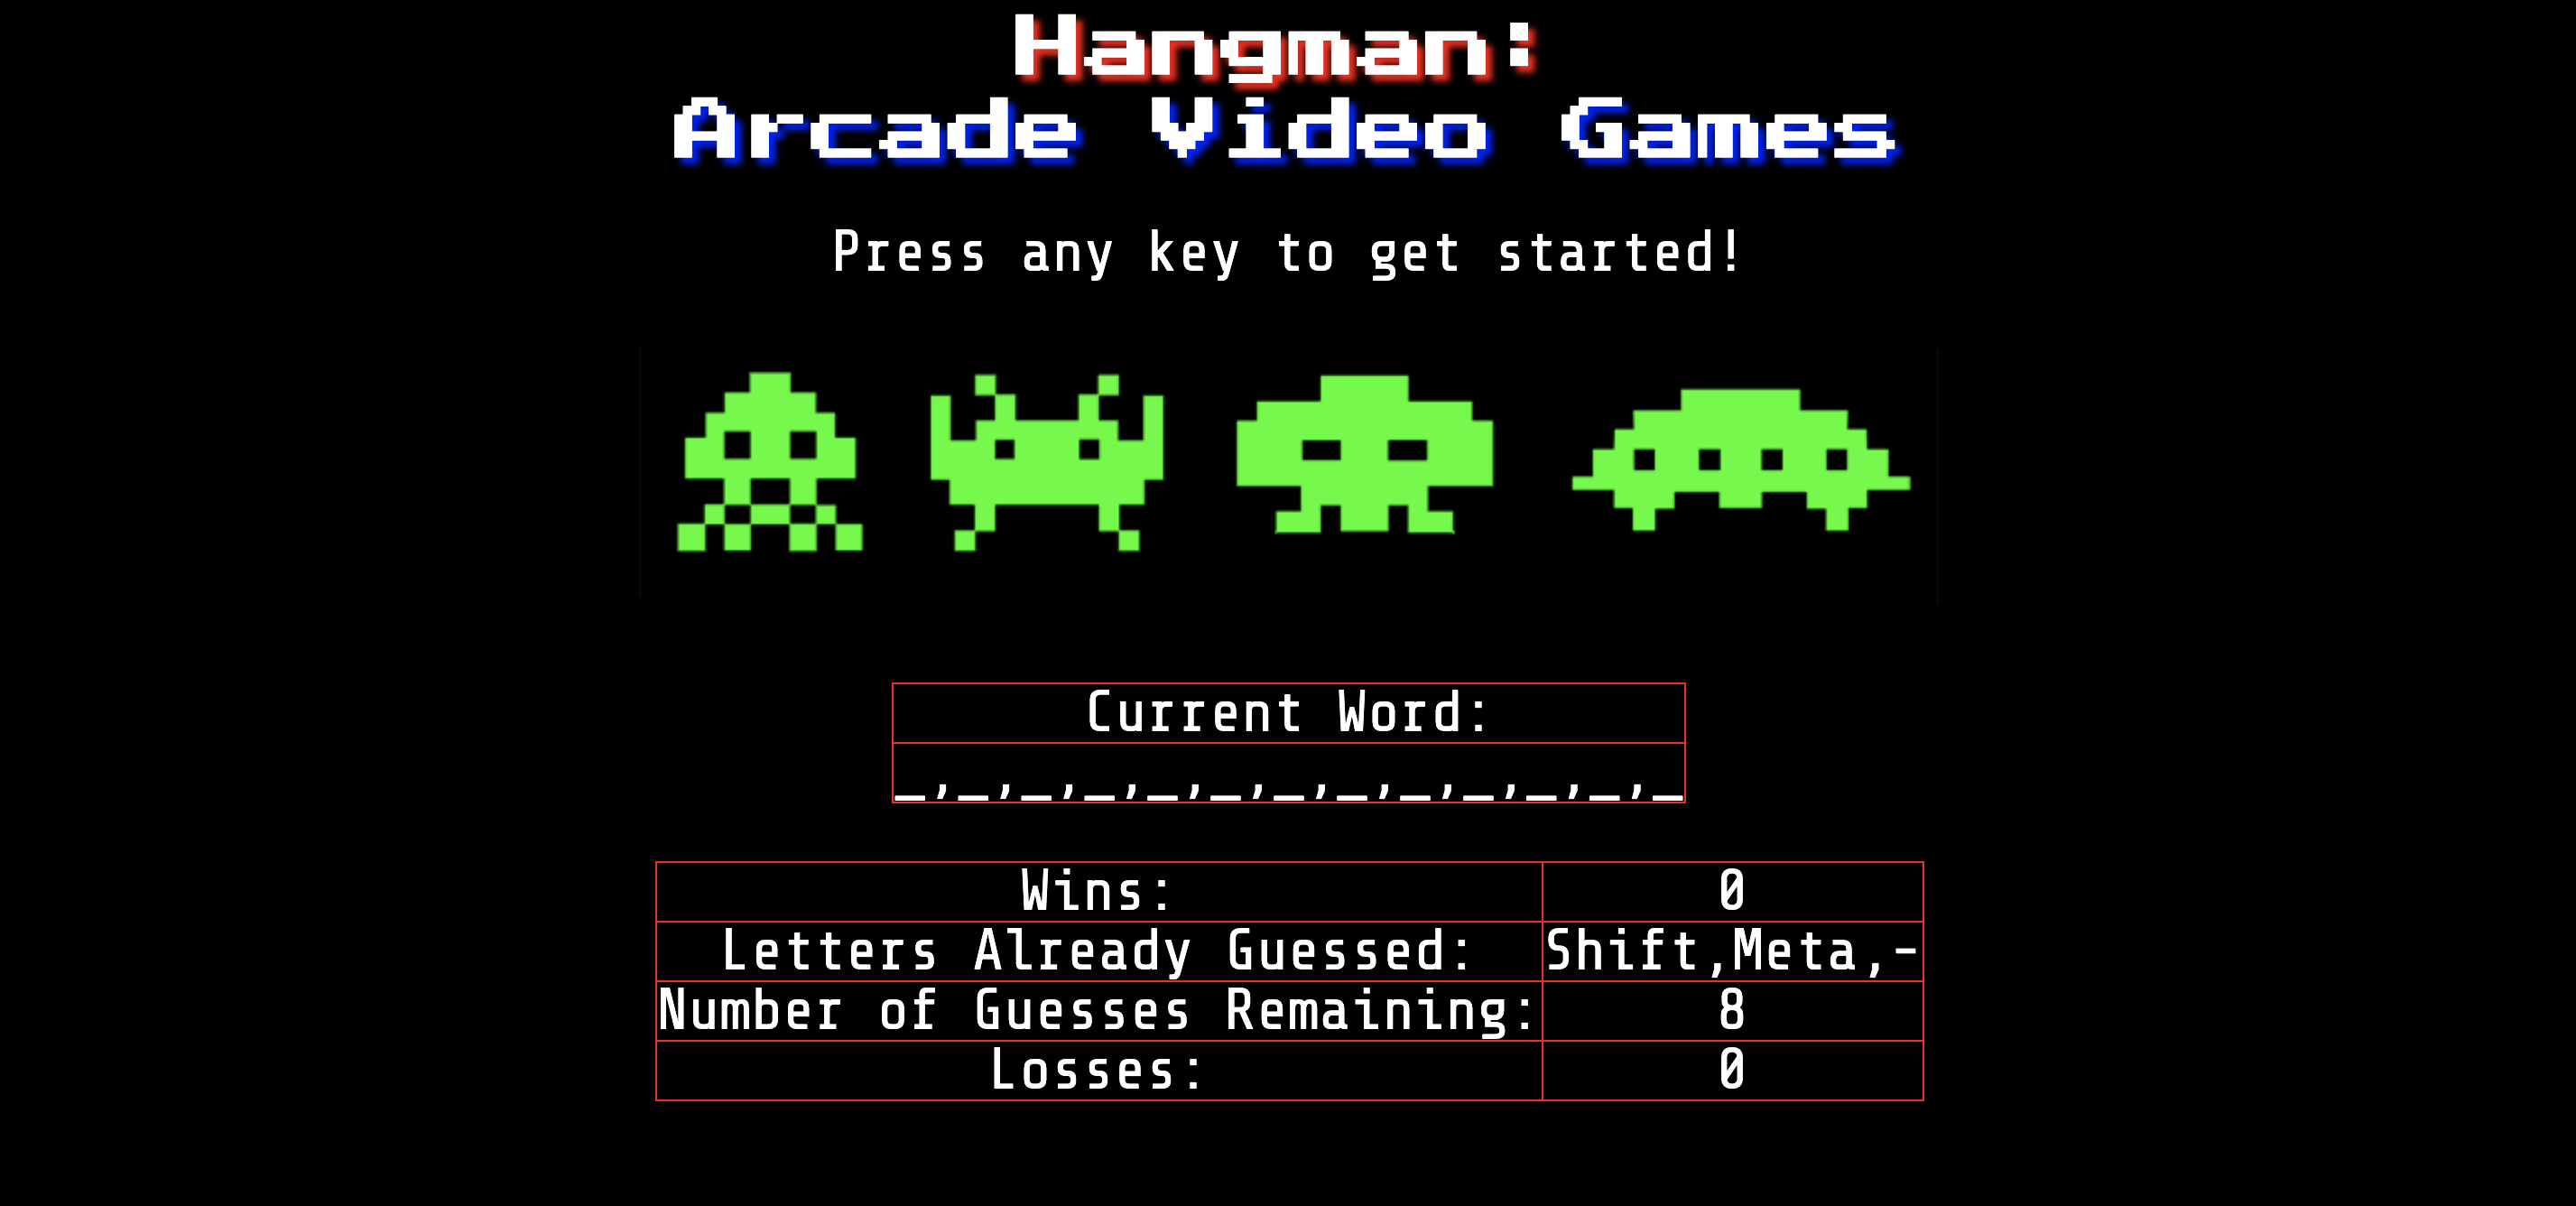 Hangman:
Arcade Video Games
Press any key to get started!
Current Word:
_,_,_,_,_,_,_,_,_,_,_,_,_
Wins: 0
Letters Already Guessed: Shift,Meta,-
Number of Guesses Remaining: 8
Losses: 0